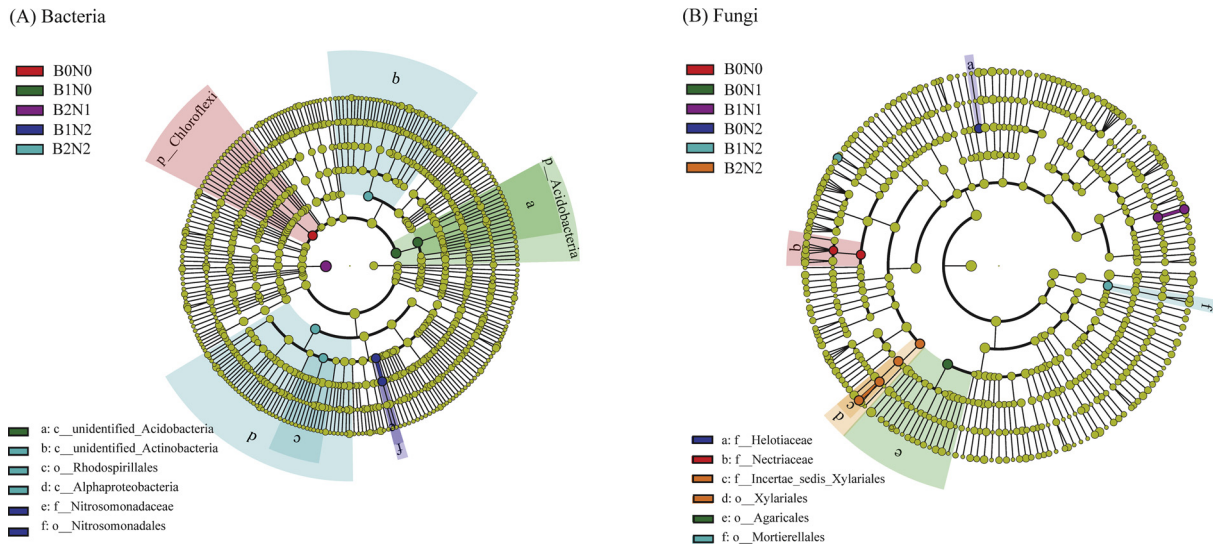 (A) Bacteria
B0N0
B1N0
B2N1
B1N2
B2N2
p__Chloroflexi
b
p__Acidobacteria
a
d
c
f
a: c__unidentified_Acidobacteria
b: c__unidentified_Actinobacteria
c: o__Rhodospirillales
d: c__Alphaproteobacteria
e: f__Nitrosomonadaceae
f: o__Nitrosomonadales
(B) Fungi
B0N0
B0N1
B1N1
B0N2
B1N2
B2N2
a
b
f
c
d
e
a: f__Helotiaceae
b: f__Nectriaceae
c: f__Incertae_sedis_Xylariales
d: o__Xylariales
e: o__Agaricales
f: o__Mortierellales